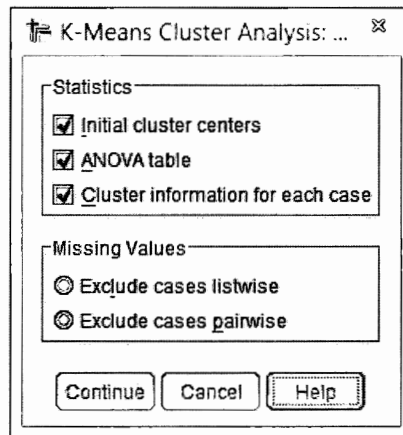 K-Means Cluster Analysis: ...
Statistics
Initial cluster centers
ANOVA table
Cluster information for each case
Missing Values
Exclude cases listwise
Exclude cases pairwise
Continue Cancel Help